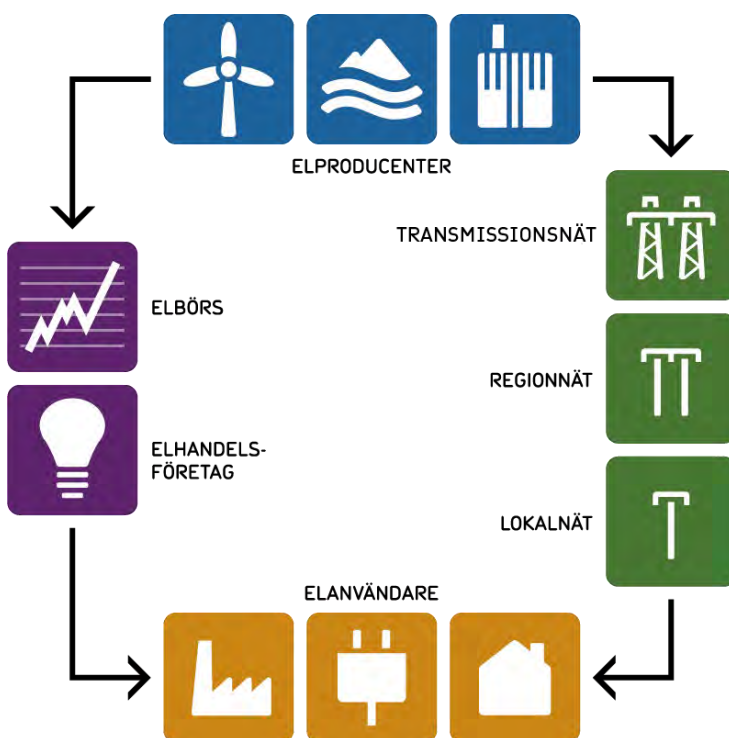 ELPRODUCENTER
TRANSMISSIONSNÄT
ELBÖRS
REGIONNÄT
ELHANDELS-
FÖRETAG
LOKALNÄT
ELANVÄNDARE